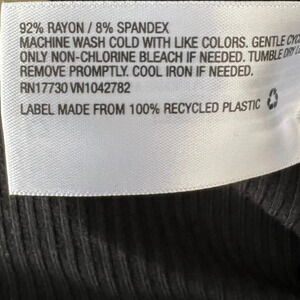 92% RAYON / 8% SPANDEX
MACHINE WASH COLD WITH LIKE COLORS. GENTLE
ONLY NON-CHLORINE BLEACH IF NEEDED. TUMBLE DRY
REMOVE PROMPTLY. COOL IRON IF NEEDED.
RN17730 VN1042782
LABEL MADE FROM 100% RECYCLED PLASTIC